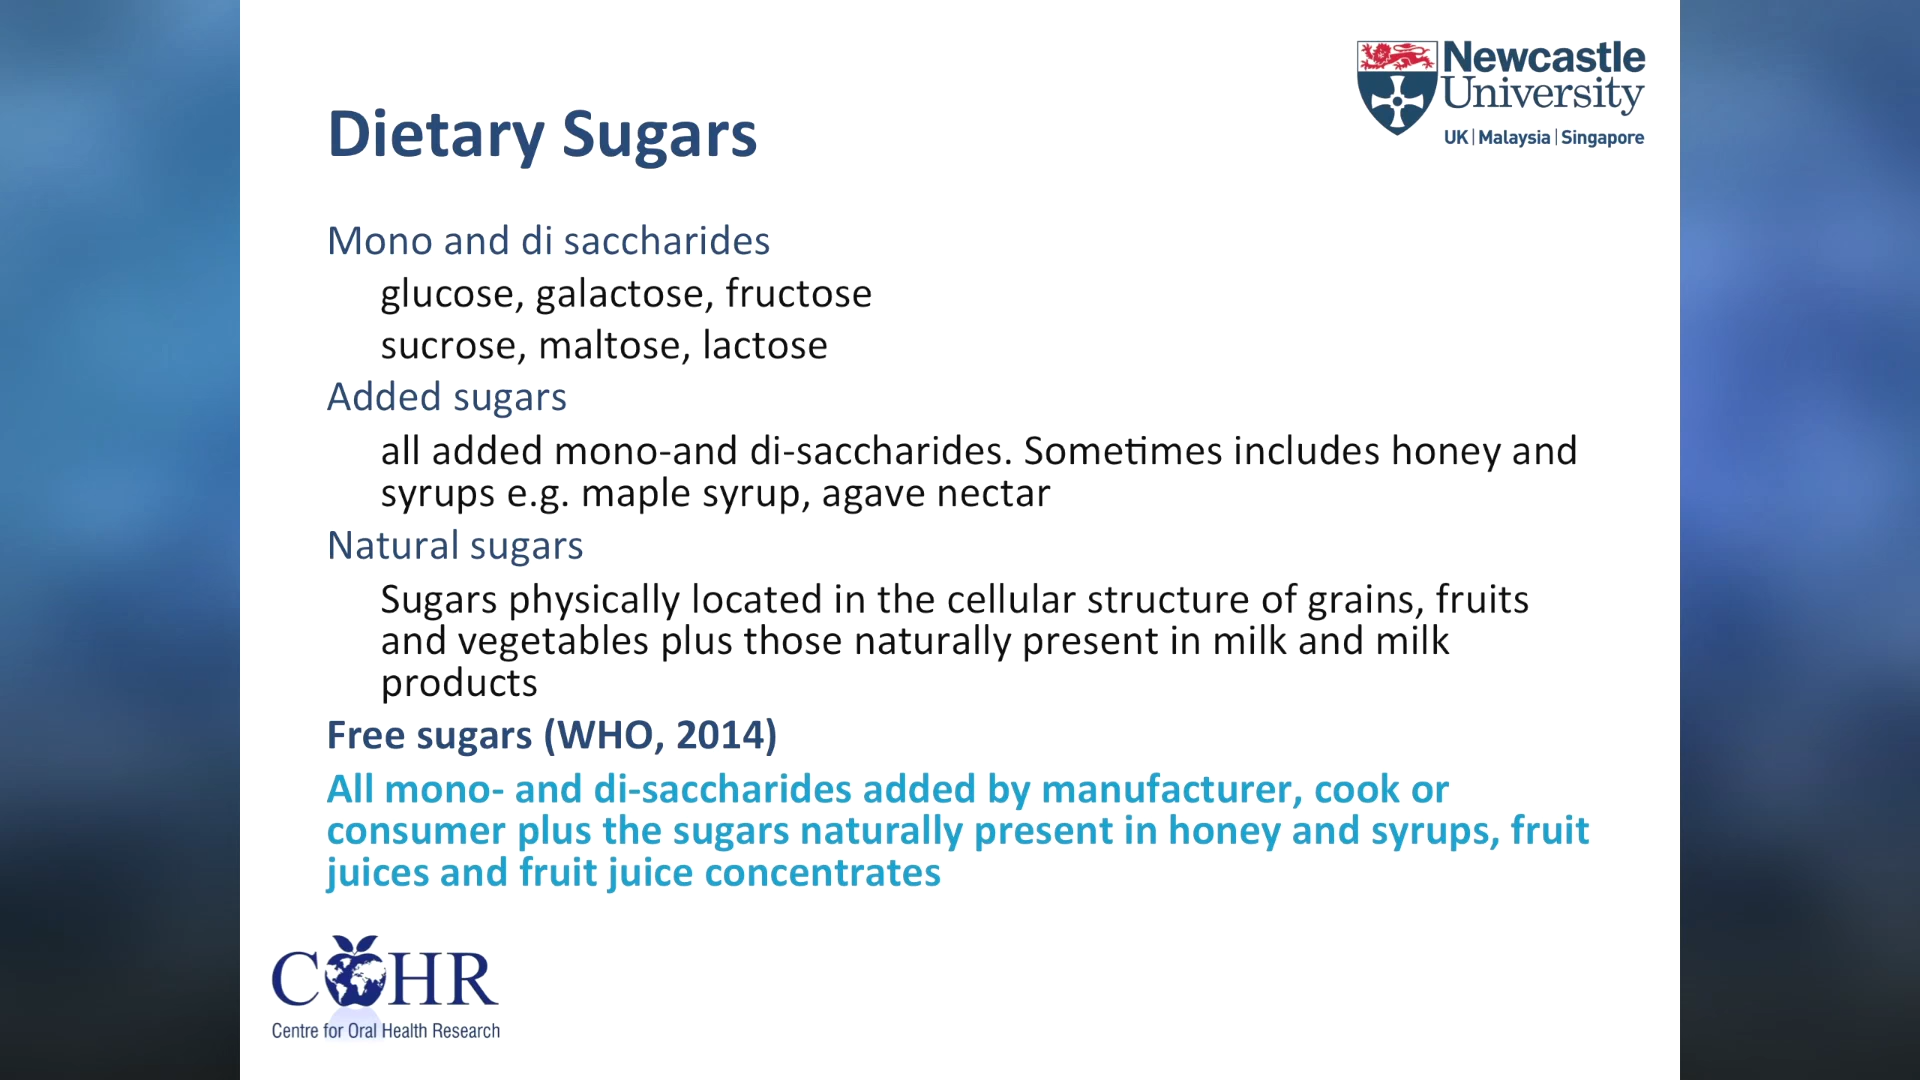 Newcastle
University
UK | Malaysia | Singapore
Dietary Sugars
Mono and di saccharides
glucose, galactose, fructose
sucrose, maltose, lactose
Added sugars
all added mono-and di-saccharides. Sometimes includes honey and
syrups e.g. maple syrup, agave nectar
Natural sugars
Sugars physically located in the cellular structure of grains, fruits
and vegetables plus those naturally present in milk and milk
products
Free sugars (WHO, 2014)
All mono- and di-saccharides added by manufacturer, cook or
consumer plus the sugars naturally present in honey and syrups, fruit
juices and fruit juice concentrates
COHR
Centre for Oral Health Research